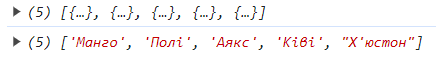 (5) [{…}, {…}, {…}, {…}, {…}]
(5) ['Манго', 'Полі', 'Аякс', 'Ківі', "Х'юстон"]